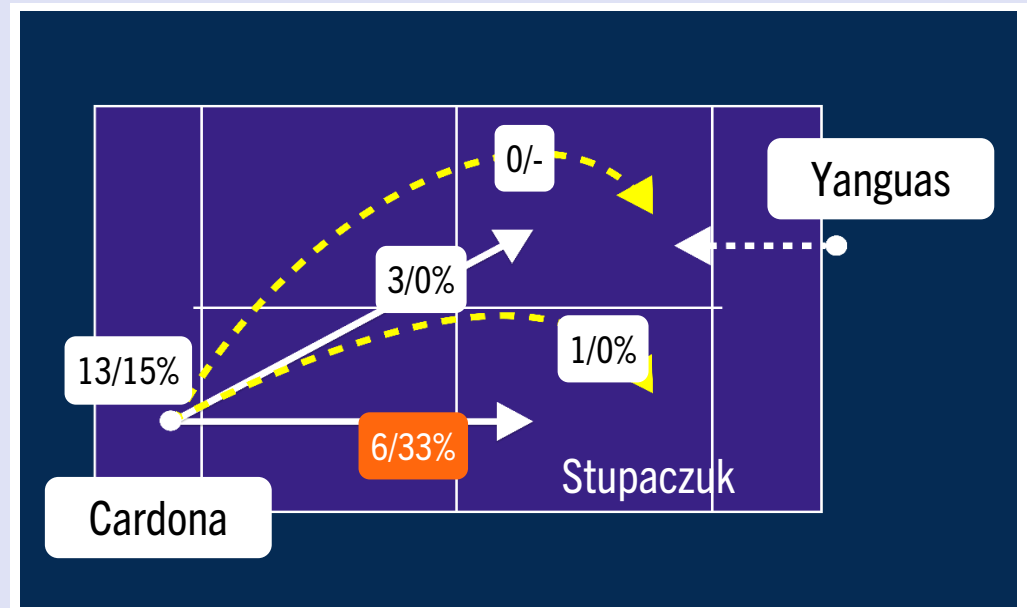 0/-
Yanguas
3/0%
13/15%
1/0%
6/33%
Stupaczuk
Cardona